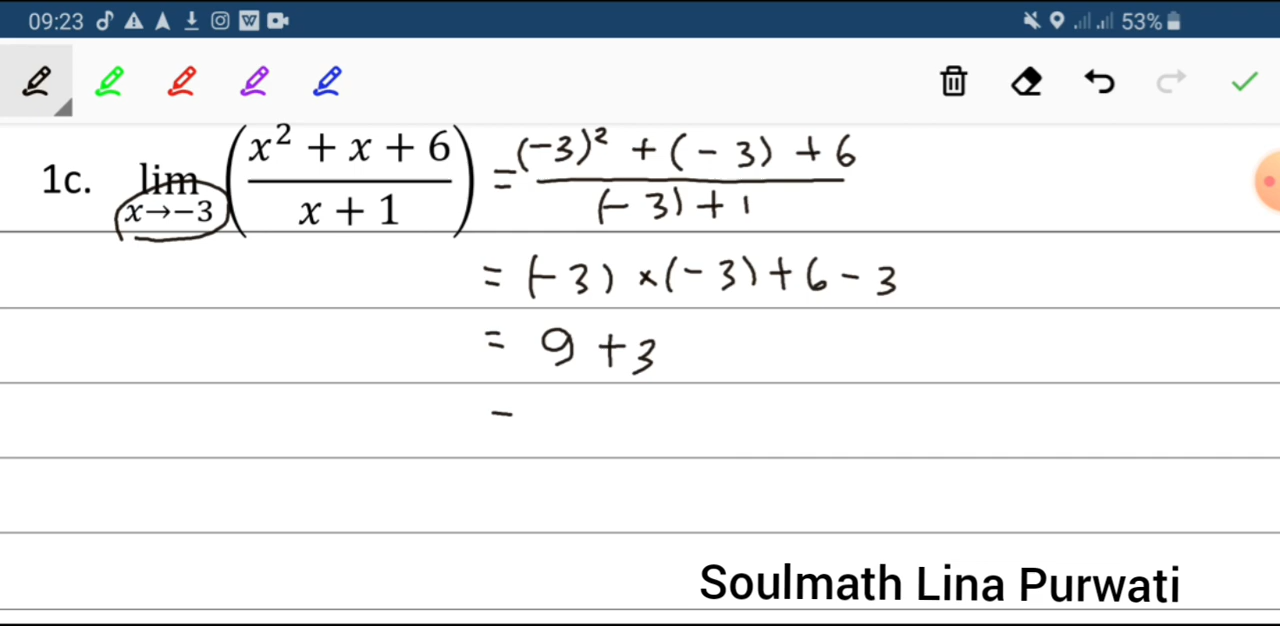 09:23 53%
1c. lim x→−3 (x² + x + 6 / x + 1) = (-3)² + (-3) + 6 / (-3) + 1
= (-3) × (-3) + 6 - 3
= 9 + 3
-
Soulmath Lina Purwati